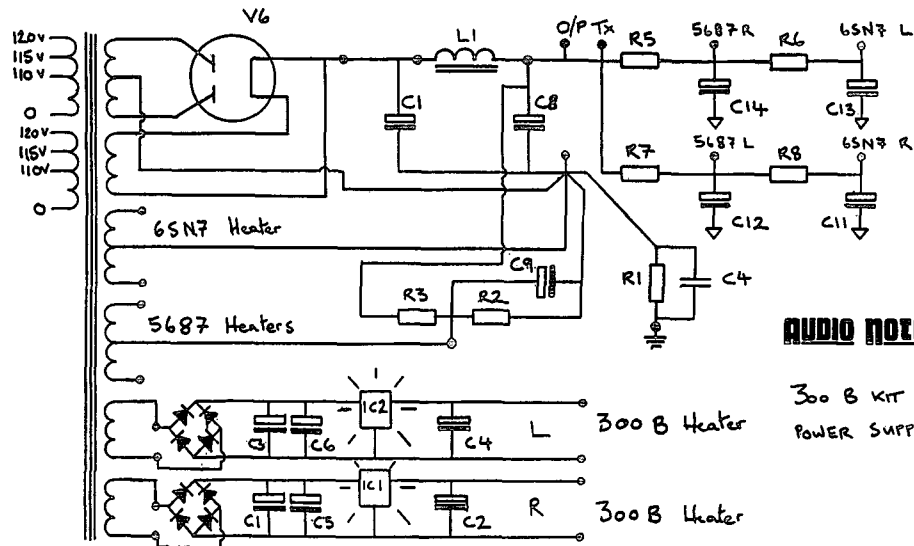 V6
120V
115V
110V
0
120V
115V
110V
0
L1
O/P Tx
R5
5687 R
R6
6SN7 L
C1
C8
C14
C13
R7
5687 L
R8
6SN7 R
C12
C11
6SN7 Heater
C9
R3
R2
R1
C4
5687 Heaters
AUDIO NOT
300 B KIT
POWER SUPP
C3
C6
IC2
C4
L
300 B Heater
C1
C5
IC1
C2
R
300 B Heater